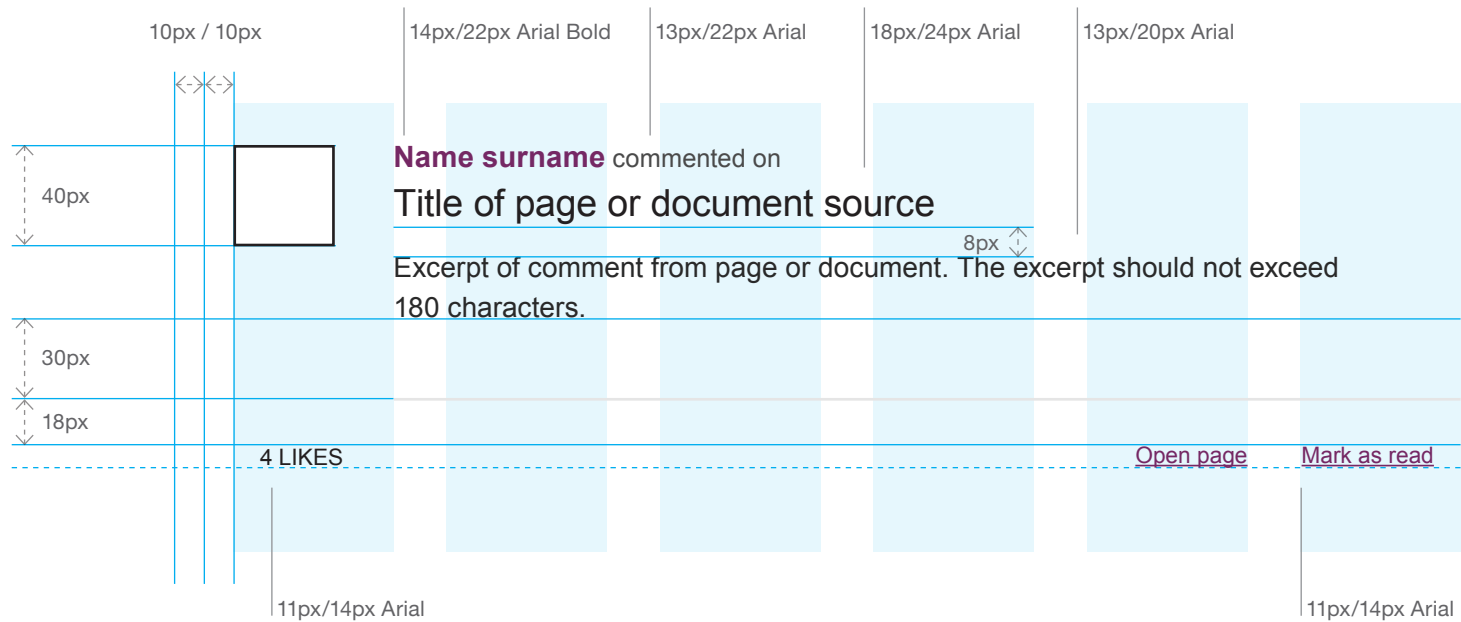 10px / 10px
14px/22px Arial Bold
13px/22px Arial
18px/24px Arial
13px/20px Arial
40px
Name surname commented on
Title of page or document source
8px
Excerpt of comment from page or document. The excerpt should not exceed
180 characters.
30px
18px
4 LIKES
Open page
Mark as read
11px/14px Arial
11px/14px Arial